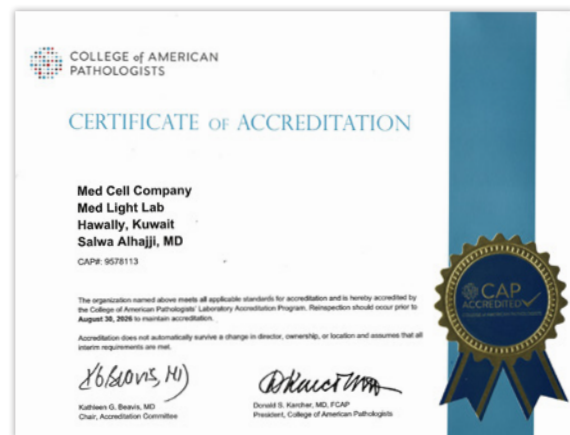 COLLEGE of AMERICAN
PATHOLOGISTS
CERTIFICATE OF ACCREDITATION
Med Cell Company
Med Light Lab
Hawally, Kuwait
Salwa Alhajji, MD
CAP#: 9578113
The organization named above meets all applicable standards for accreditation and is hereby accredited by
the College of American Pathologists' Laboratory Accreditation Program. Reinspection should occur prior to
August 30, 2026 to maintain accreditation.
Accreditation does not automatically survive a change in director, ownership, or location and assumes that all
interim requirements are met.
Kathleen G. Beavis, MD
Chair, Accreditation Committee
Donald S. Karcher, MD, FCAP
President, College of American Pathologists
CAP
ACCREDITED
COLLEGE of AMERICAN PATHOLOGISTS